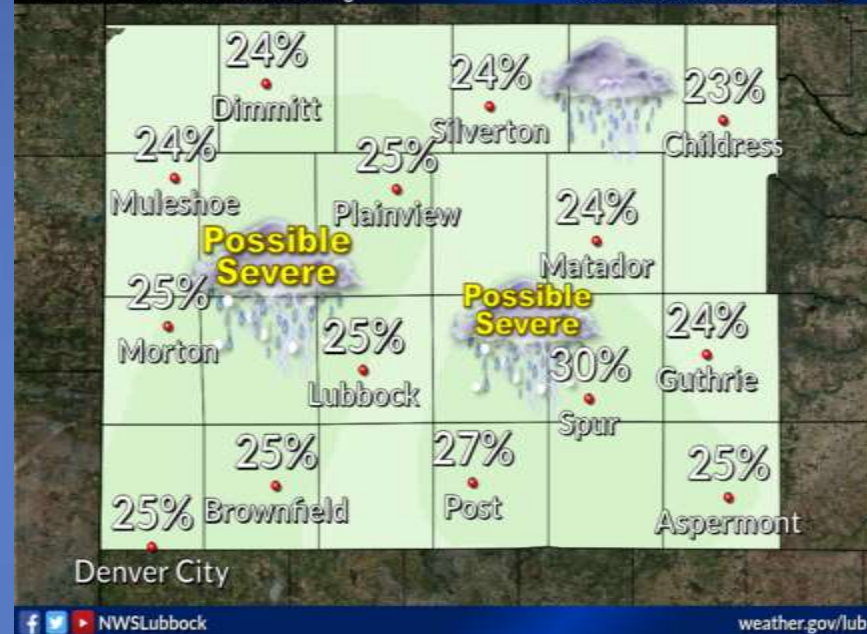 24%
Dimmitt
24%
Silverton
23%
Childress
24%
Muleshoe
25%
Plainview
24%
Matador
Possible
Severe
25%
Morton
25%
Lubbock
Possible
Severe
30%
Spur
24%
Guthrie
25%
Brownfield
27%
Post
25%
Aspermont
25%
Denver City
NWSLubbock
weather.gov/lub